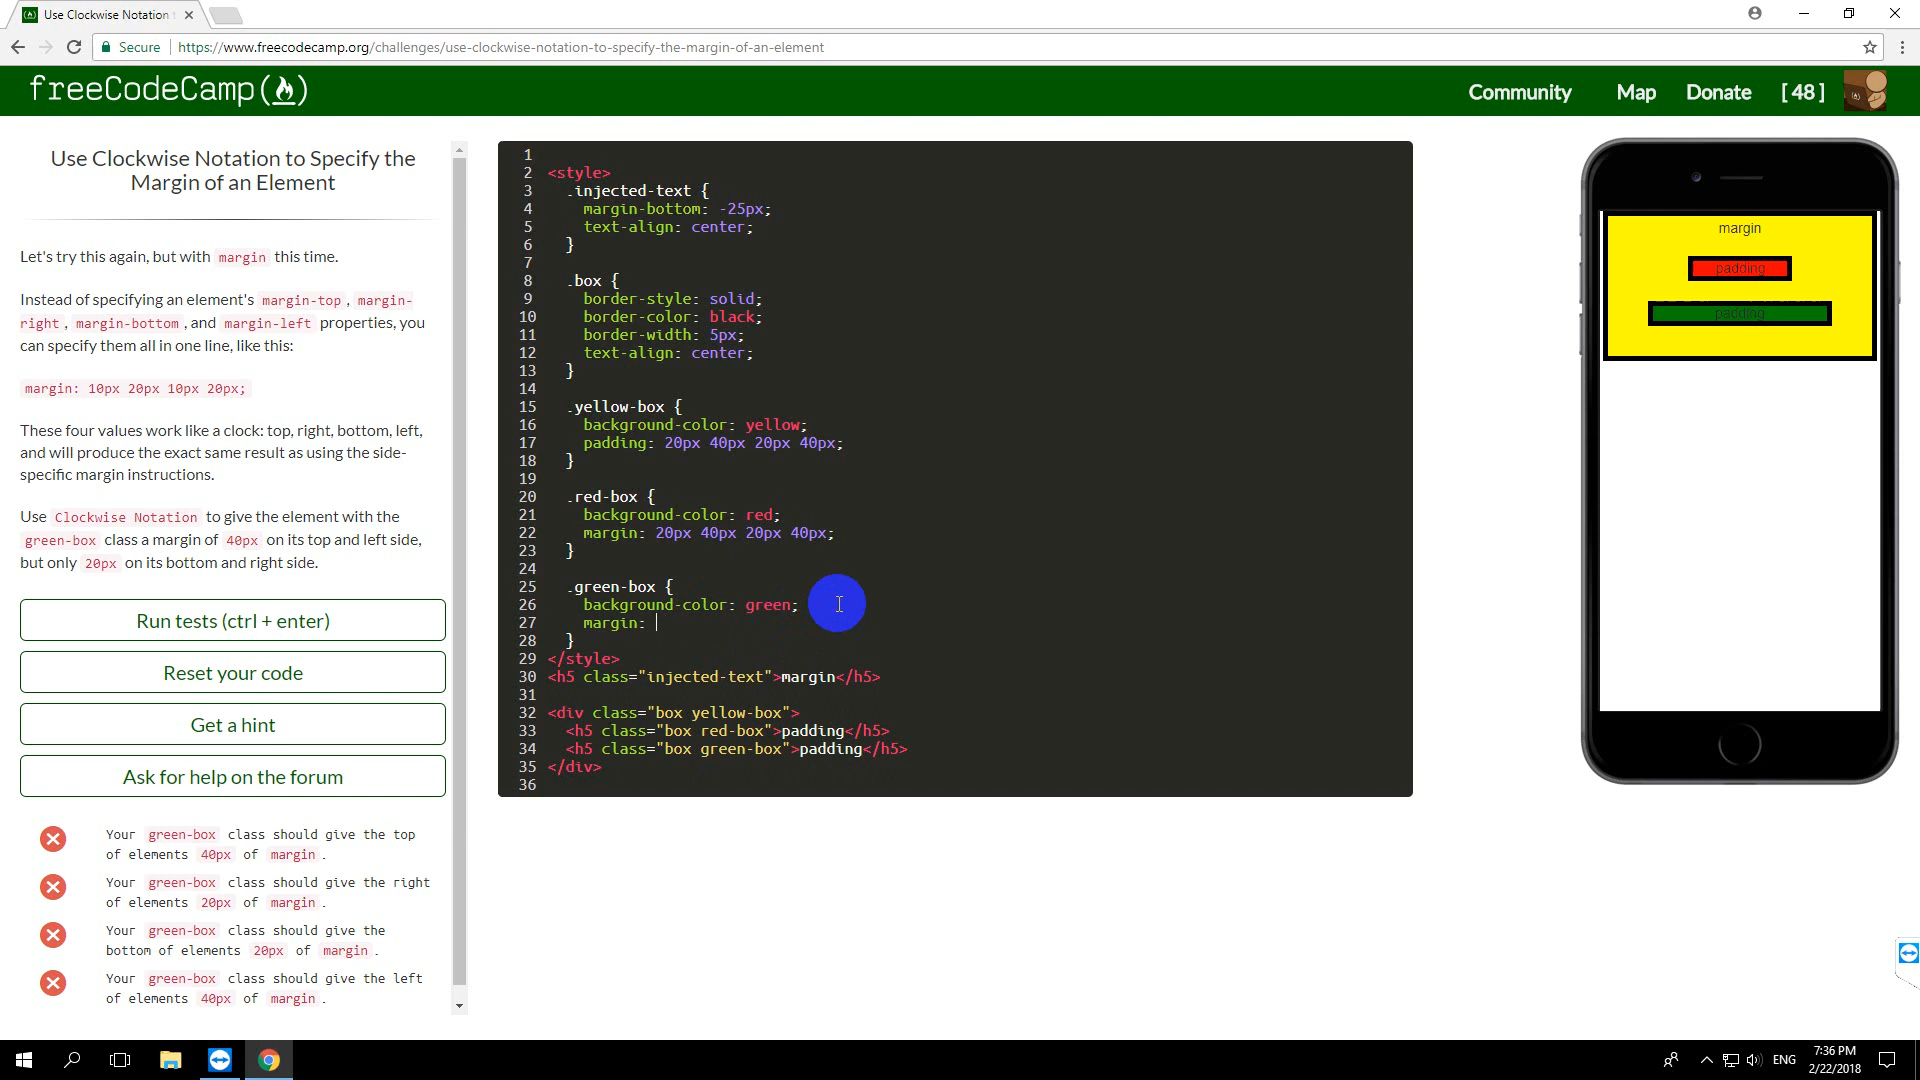 Use Clockwise Notation t
Secure
https://www.freecodecamp.org/challenges/use-clockwise-notation-to-specify-the-margin-of-an-element
freeCodeCamp
Community
Map
Donate
[ 48 ]
Use Clockwise Notation to Specify the
Margin of an Element
Let's try this again, but with margin this time.
Instead of specifying an element's margin-top , margin-
right , margin-bottom , and margin-left properties, you
can specify them all in one line, like this:
margin: 10px 20px 10px 20px;
These four values work like a clock: top, right, bottom, left,
and will produce the exact same result as using the side-
specific margin instructions.
Use Clockwise Notation to give the element with the
green-box class a margin of 40px on its top and left side,
but only 20px on its bottom and right side.
Run tests (ctrl + enter)
Reset your code
Get a hint
Ask for help on the forum
Your green-box class should give the top
of elements 40px of margin .
Your green-box class should give the right
of elements 20px of margin .
Your green-box class should give the
bottom of elements 20px of margin .
Your green-box class should give the left
of elements 40px of margin .
1
2 <style>
3 .injected-text {
4 margin-bottom: -25px;
5 text-align: center;
6 }
7
8 .box {
9 border-style: solid;
10 border-color: black;
11 border-width: 5px;
12 text-align: center;
13 }
14
15 .yellow-box {
16 background-color: yellow;
17 padding: 20px 40px 20px 40px;
18 }
19
20 .red-box {
21 background-color: red;
22 margin: 20px 40px 20px 40px;
23 }
24
25 .green-box {
26 background-color: green;
27 margin:
28 }
29 </style>
30 <h5 class="injected-text">margin</h5>
31
32 <div class="box yellow-box">
33 <h5 class="box red-box">padding</h5>
34 <h5 class="box green-box">padding</h5>
35 </div>
36
margin
padding
padding
ENG
7:36 PM
2/22/2018